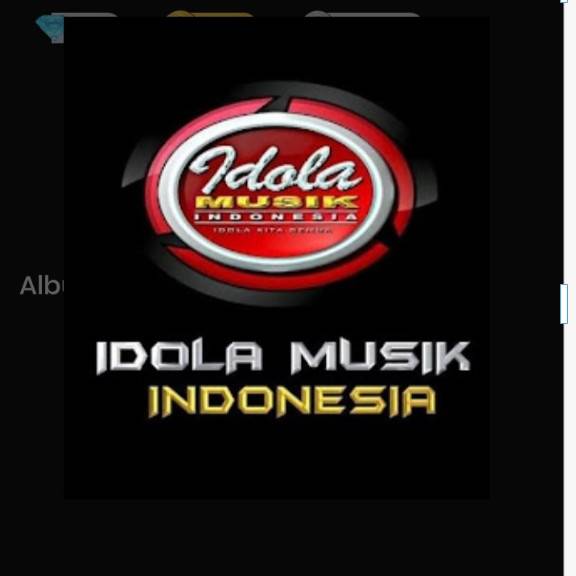 Idola
MUSIK
INDONESIA
IDOLA KITA SEMUA
Albu
IDOLA MUSIK
INDONESIA